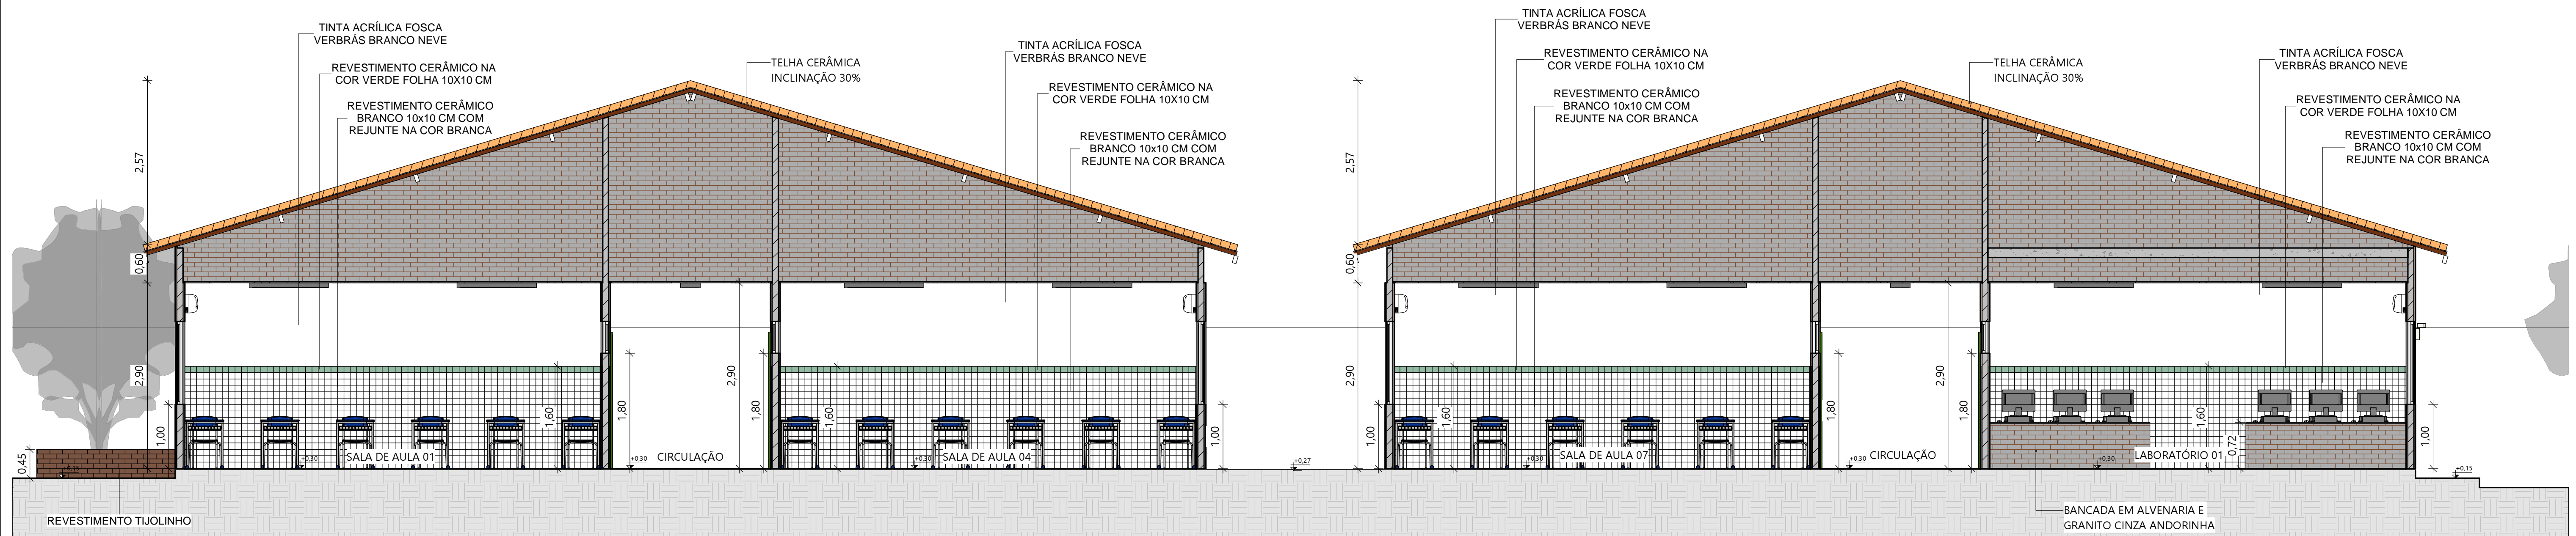 TINTA ACRÍLICA FOSCA
VERBRÁS BRANCO NEVE
REVESTIMENTO CERÂMICO NA
COR VERDE FOLHA 10X10 CM
REVESTIMENTO CERÂMICO
BRANCO 10x10 CM COM
REJUNTE NA COR BRANCA
TELHA CERÂMICA
INCLINAÇÃO 30%
TINTA ACRÍLICA FOSCA
VERBRÁS BRANCO NEVE
REVESTIMENTO CERÂMICO NA
COR VERDE FOLHA 10X10 CM
REVESTIMENTO CERÂMICO
BRANCO 10x10 CM COM
REJUNTE NA COR BRANCA
TINTA ACRÍLICA FOSCA
VERBRÁS BRANCO NEVE
REVESTIMENTO CERÂMICO NA
COR VERDE FOLHA 10X10 CM
REVESTIMENTO CERÂMICO
BRANCO 10x10 CM COM
REJUNTE NA COR BRANCA
TELHA CERÂMICA
INCLINAÇÃO 30%
TINTA ACRÍLICA FOSCA
VERBRÁS BRANCO NEVE
REVESTIMENTO CERÂMICO NA
COR VERDE FOLHA 10X10 CM
REVESTIMENTO CERÂMICO
BRANCO 10x10 CM COM
REJUNTE NA COR BRANCA
2,57
0,60
2,90
1,00
0,45
+0,15
+0,30
SALA DE AULA 01
1,60
1,80
+0,30
CIRCULAÇÃO
2,90
1,80
1,60
+0,30
SALA DE AULA 04
1,00
+0,27
2,57
0,60
2,90
1,00
1,60
+0,30
SALA DE AULA 07
1,80
+0,30
CIRCULAÇÃO
2,90
1,80
+0,30
LABORATÓRIO 01
1,60
0,72
1,00
+0,15
REVESTIMENTO TIJOLINHO
BANCADA EM ALVENARIA E
GRANITO CINZA ANDORINHA